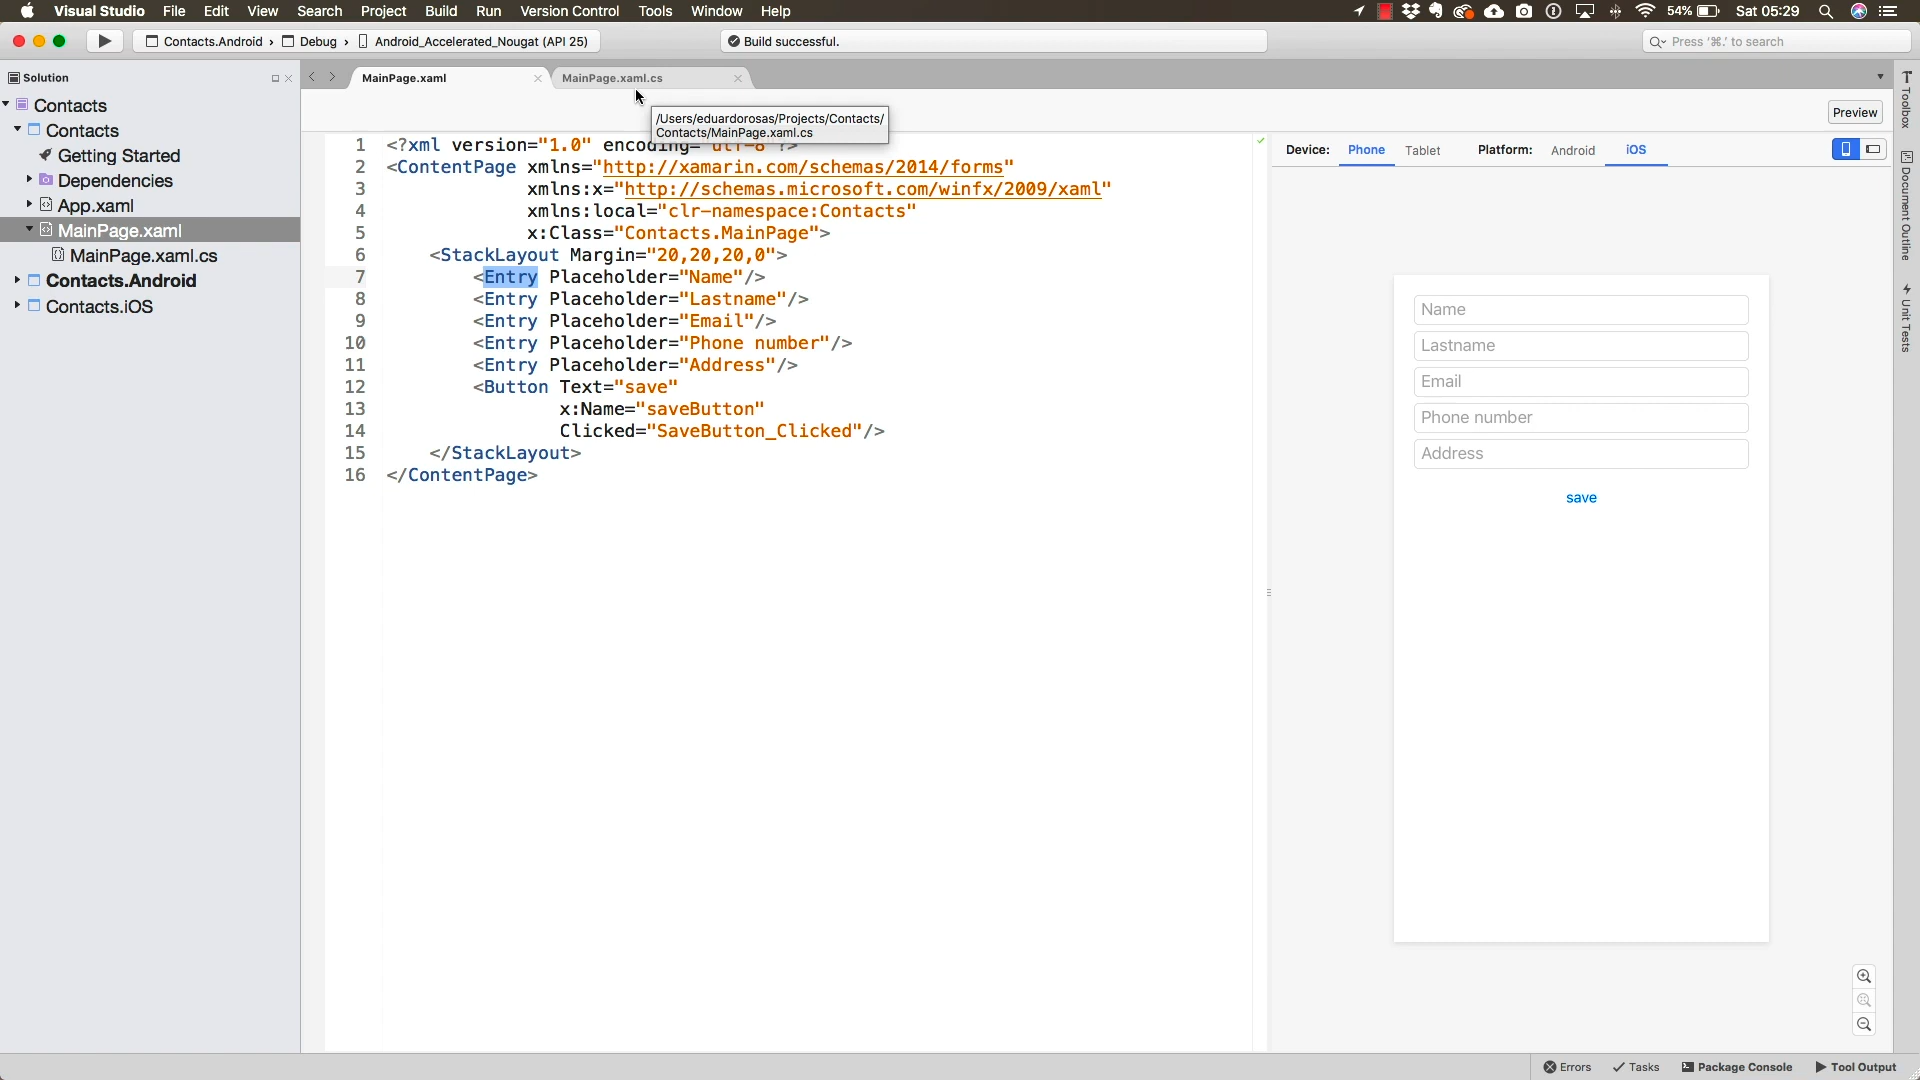 Visual Studio File Edit View Search Project Build Run Version Control Tools Window Help 54% Sat 05:29
Contacts.Android › Debug › Android_Accelerated_Nougat (API 25) Build successful. Press '⌘.' to search
Solution
Contacts
Contacts
Getting Started
Dependencies
App.xaml
MainPage.xaml
MainPage.xaml.cs
Contacts.Android
Contacts.iOS
MainPage.xaml MainPage.xaml.cs
/Users/eduardorosas/Projects/Contacts/
Contacts/MainPage.xaml.cs
Preview
1 <?xml version="1.0" encoding="utf-8"?>
2 <ContentPage xmlns="http://xamarin.com/schemas/2014/forms"
3 xmlns:x="http://schemas.microsoft.com/winfx/2009/xaml"
4 xmlns:local="clr-namespace:Contacts"
5 x:Class="Contacts.MainPage">
6 <StackLayout Margin="20,20,20,0">
7 <Entry Placeholder="Name"/>
8 <Entry Placeholder="Lastname"/>
9 <Entry Placeholder="Email"/>
10 <Entry Placeholder="Phone number"/>
11 <Entry Placeholder="Address"/>
12 <Button Text="save"
13 x:Name="saveButton"
14 Clicked="SaveButton_Clicked"/>
15 </StackLayout>
16 </ContentPage>
Device: Phone Tablet Platform: Android iOS
Name
Lastname
Email
Phone number
Address
save
Toolbox
Document Outline
Unit Tests
Errors Tasks Package Console Tool Output